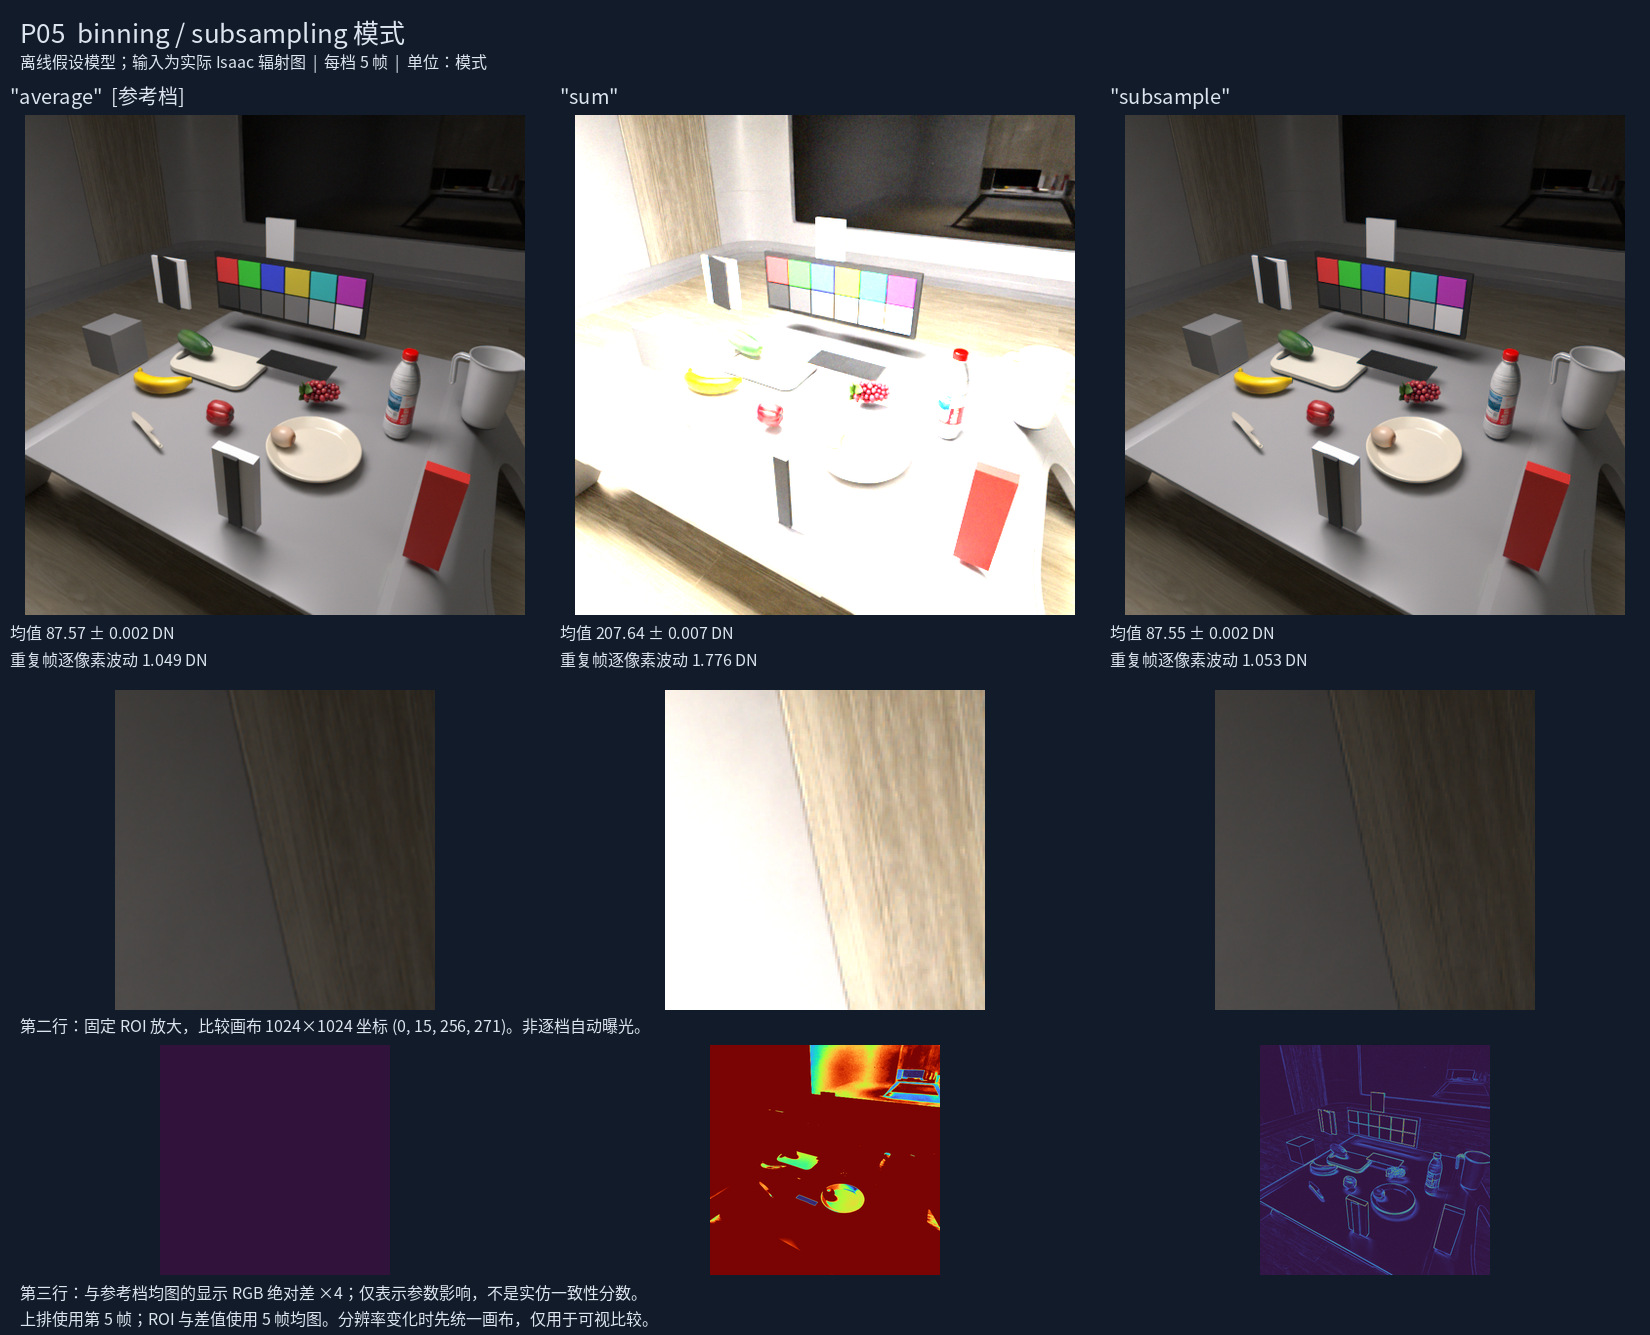 P05 binning / subsampling 模式
离线假设模型；输入为实际 Isaac 辐射图 | 每档 5 帧 | 单位：模式
"average" [参考档]
"sum"
"subsample"
均值 87.57 ± 0.002 DN
重复帧逐像素波动 1.049 DN
均值 207.64 ± 0.007 DN
重复帧逐像素波动 1.776 DN
均值 87.55 ± 0.002 DN
重复帧逐像素波动 1.053 DN
第二行：固定 ROI 放大，比较画布 1024×1024 坐标 (0, 15, 256, 271)。非逐档自动曝光。
第三行：与参考档均图的显示 RGB 绝对差 ×4；仅表示参数影响，不是实仿一致性分数。
上排使用第 5 帧；ROI 与差值使用 5 帧均图。分辨率变化时先统一画布，仅用于可视比较。